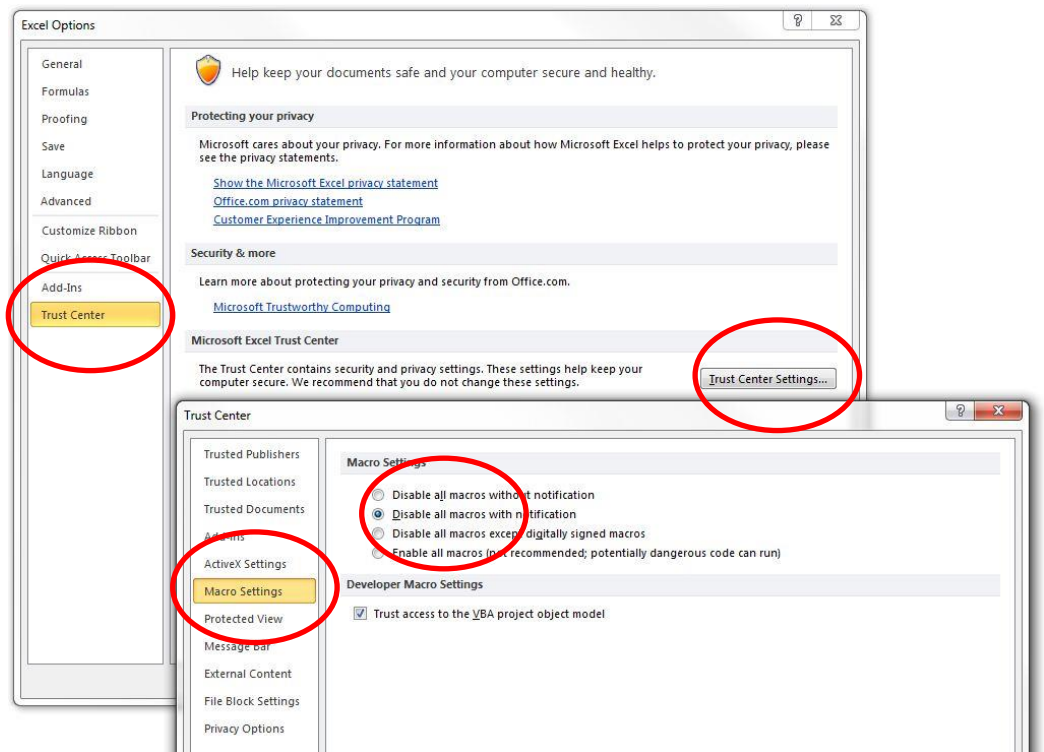 Excel Options
General
Formulas
Proofing
Save
Language
Advanced
Customize Ribbon
Quick Access Toolbar
Add-Ins
Trust Center
Help keep your documents safe and your computer secure and healthy.
Protecting your privacy
Microsoft cares about your privacy. For more information about how Microsoft Excel helps to protect your privacy, please
see the privacy statements.
Show the Microsoft Excel privacy statement
Office.com privacy statement
Customer Experience Improvement Program
Security & more
Learn more about protecting your privacy and security from Office.com.
Microsoft Trustworthy Computing
Microsoft Excel Trust Center
The Trust Center contains security and privacy settings. These settings help keep your
computer secure. We recommend that you do not change these settings.
Trust Center Settings...
Trust Center
Trusted Publishers
Trusted Locations
Trusted Documents
Add-Ins
ActiveX Settings
Macro Settings
Protected View
Message Bar
External Content
File Block Settings
Privacy Options
Macro Settings
Disable all macros without notification
Disable all macros with notification
Disable all macros except digitally signed macros
Enable all macros (not recommended; potentially dangerous code can run)
Developer Macro Settings
Trust access to the VBA project object model